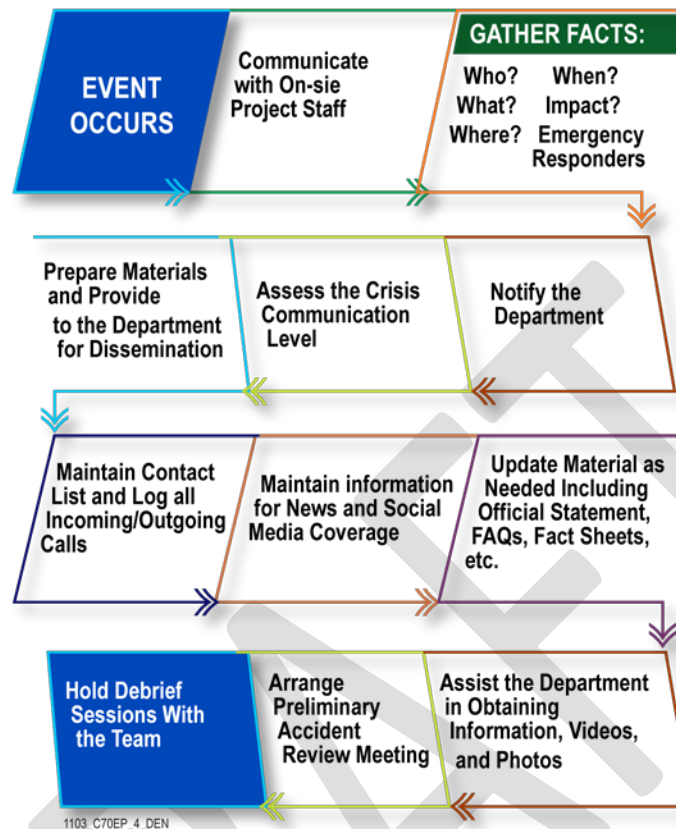 EVENT
OCCURS
Communicate
with On-sie
Project Staff
GATHER FACTS:
Who? When?
What? Impact?
Where? Emergency
Responders
Notify the
Department
Assess the Crisis
Communication
Level
Prepare Materials
and Provide
to the Department
for Dissemination
Maintain Contact
List and Log all
Incoming/Outgoing
Calls
Maintain information
for News and Social
Media Coverage
Update Material as
Needed Including
Official Statement,
FAQs, Fact Sheets,
etc.
Assist the Department
in Obtaining
Information, Videos,
and Photos
Arrange
Preliminary
Accident
Review Meeting
Hold Debrief
Sessions With
the Team
1103_C70EP_4_DEN